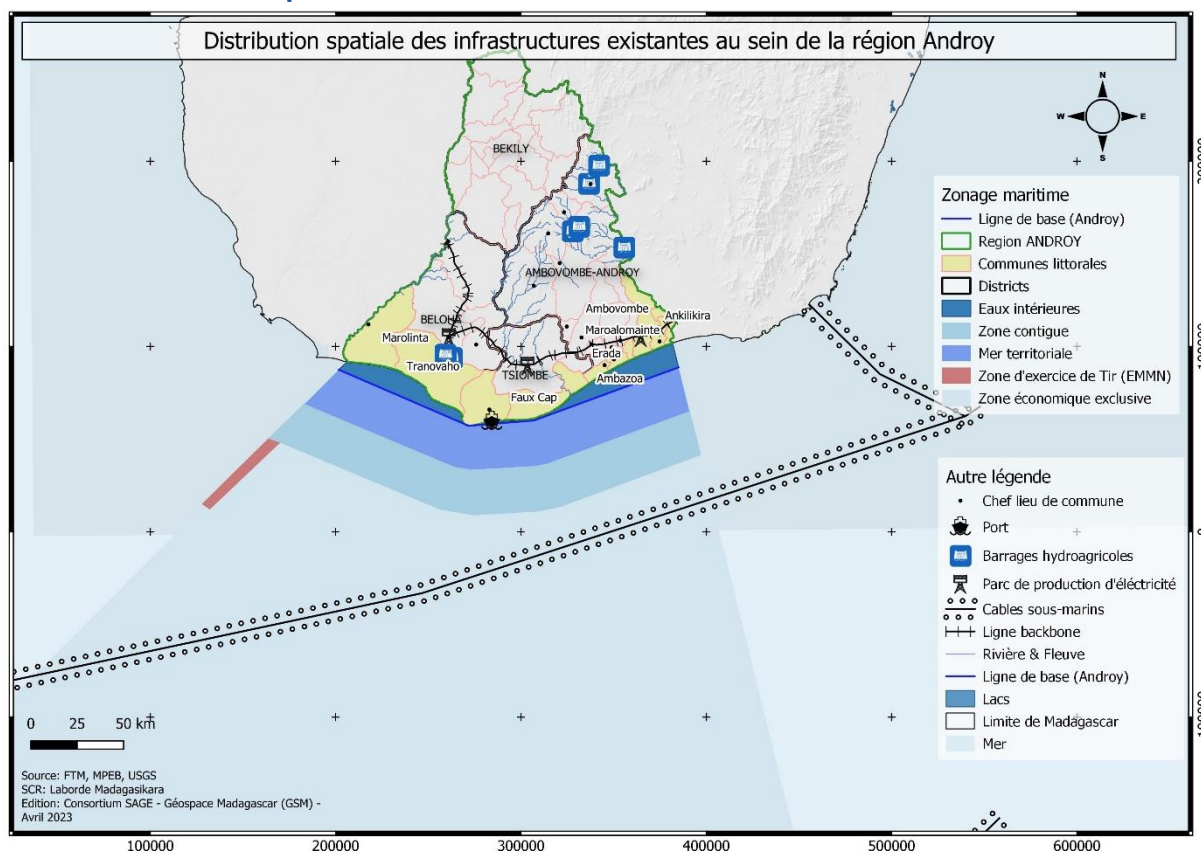 Distribution spatiale des infrastructures existantes au sein de la région Androy
N
W
E
S
BEKILY
AMBOVOMBE-ANDROY
BELOHA
Ambovombe
Ankilikira
Marolinta
Maroalomainte
Tranovaho
Erada
TSIOMBE
Ambazoa
Faux Cap
Zonage maritime
Ligne de base (Androy)
Region ANDROY
Communes littorales
Districts
Eaux intérieures
Zone contigue
Mer territoriale
Zone d'exercice de Tir (EMMN)
Zone économique exclusive
Autre légende
Chef lieu de commune
Port
Barrages hydroagricoles
Parc de production d'éléctricité
Cables sous-marins
Ligne backbone
Rivière & Fleuve
Ligne de base (Androy)
Lacs
Limite de Madagascar
Mer
0 25 50 km
Source: FTM, MPEB, USGS
SCR: Laborde Madagasikara
Edition: Consortium SAGE - Géospace Madagascar (GSM) -
Avril 2023
0
100000 200000 300000 400000 500000 600000